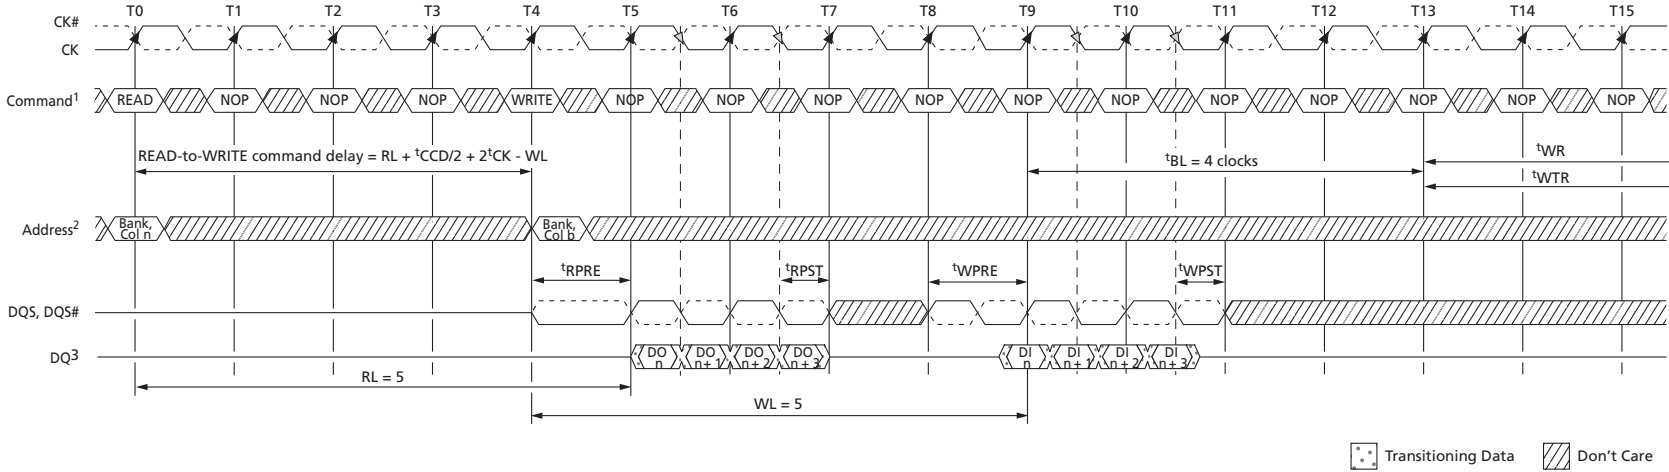 T0 T1 T2 T3 T4 T5 T6 T7 T8 T9 T10 T11 T12 T13 T14 T15
CK#
CK
Command1 READ NOP NOP NOP WRITE NOP NOP NOP NOP NOP NOP NOP NOP NOP NOP NOP
READ-to-WRITE command delay = RL + tCCD/2 + 2tCK - WL
tBL = 4 clocks
tWR
tWTR
Address2
Bank,
Col n
Bank,
Col b
tRPRE tRPST tWPRE tWPST
DQS, DQS#
DQ3
DO
n
DO
n + 1
DO
n + 2
DO
n + 3
DI
n
DI
n + 1
DI
n + 2
DI
n + 3
RL = 5
WL = 5
Transitioning Data Don't Care